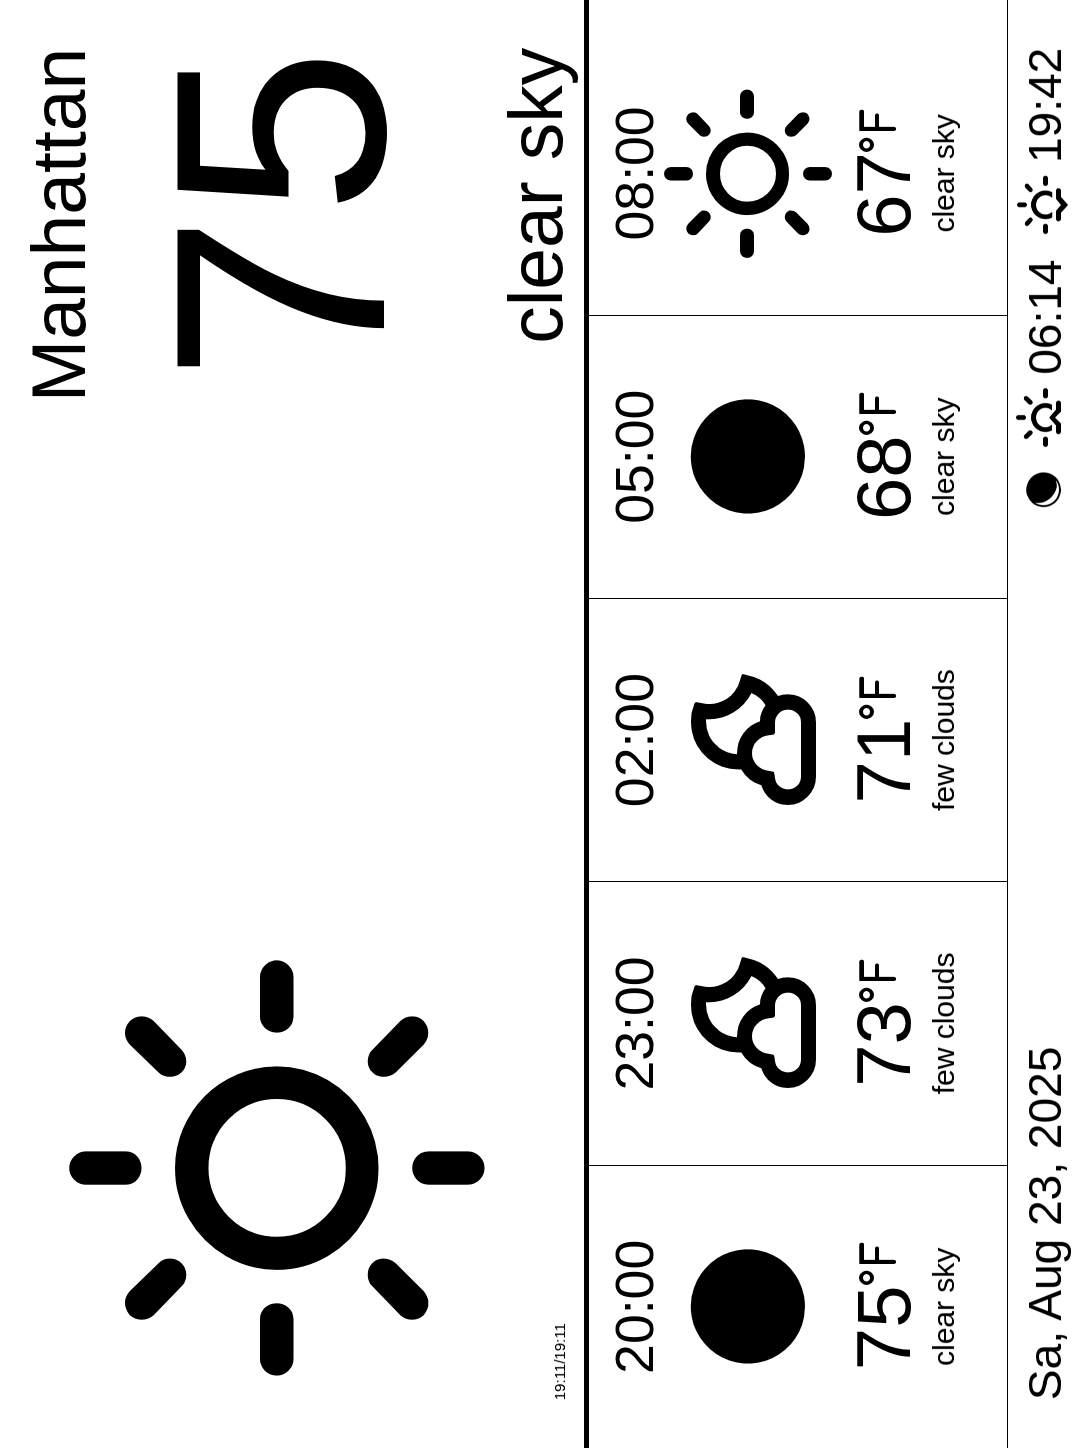 Manhattan
75
clear sky
19:11/19:11
20:00
75°F
clear sky
23:00
73°F
few clouds
02:00
71°F
few clouds
05:00
68°F
clear sky
08:00
67°F
clear sky
Sa, Aug 23, 2025
06:14
19:42